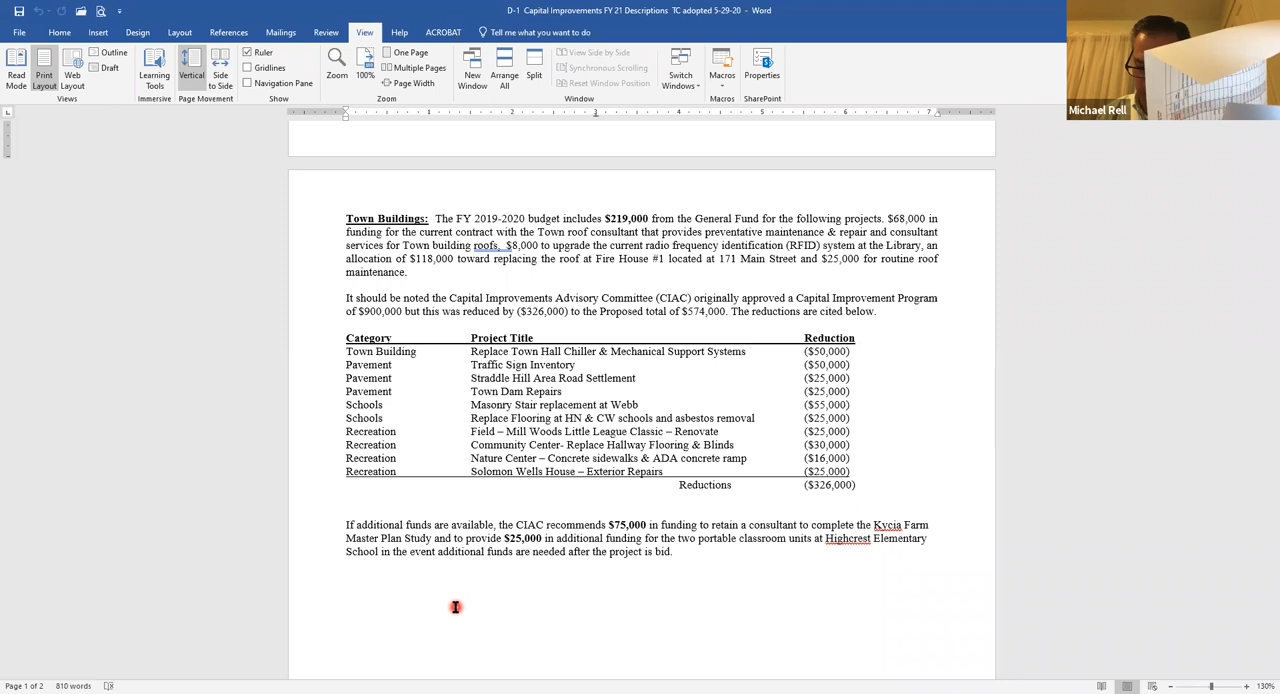 D-1 Capital Improvements FY 21 Descriptions TC adopted 5-29-20 - Word
File Home Insert Design Layout References Mailings Review View Help ACROBAT Tell me what you want to do
Read Mode
Print Layout
Web Layout
Outline
Draft
Views
Learning Tools
Immersive
Vertical
Side to Side
Page Movement
Ruler
Gridlines
Navigation Pane
Show
Zoom
100%
One Page
Multiple Pages
Page Width
Zoom
New Window
Arrange All
Split
View Side by Side
Synchronous Scrolling
Reset Window Position
Window
Switch Windows
Macros
Macros
Properties
SharePoint
Michael Rell
1 2 3 4 5 6 7
Town Buildings: The FY 2019-2020 budget includes $219,000 from the General Fund for the following projects. $68,000 in
funding for the current contract with the Town roof consultant that provides preventative maintenance & repair and consultant
services for Town building roofs, $8,000 to upgrade the current radio frequency identification (RFID) system at the Library, an
allocation of $118,000 toward replacing the roof at Fire House #1 located at 171 Main Street and $25,000 for routine roof
maintenance.
It should be noted the Capital Improvements Advisory Committee (CIAC) originally approved a Capital Improvement Program
of $900,000 but this was reduced by ($326,000) to the Proposed total of $574,000. The reductions are cited below.
Category Project Title Reduction
Town Building Replace Town Hall Chiller & Mechanical Support Systems ($50,000)
Pavement Traffic Sign Inventory ($50,000)
Pavement Straddle Hill Area Road Settlement ($25,000)
Pavement Town Dam Repairs ($25,000)
Schools Masonry Stair replacement at Webb ($55,000)
Schools Replace Flooring at HN & CW schools and asbestos removal ($25,000)
Recreation Field – Mill Woods Little League Classic – Renovate ($25,000)
Recreation Community Center- Replace Hallway Flooring & Blinds ($30,000)
Recreation Nature Center – Concrete sidewalks & ADA concrete ramp ($16,000)
Recreation Solomon Wells House – Exterior Repairs ($25,000)
Reductions ($326,000)
If additional funds are available, the CIAC recommends $75,000 in funding to retain a consultant to complete the Kycia Farm
Master Plan Study and to provide $25,000 in additional funding for the two portable classroom units at Highcrest Elementary
School in the event additional funds are needed after the project is bid.
Page 1 of 2 810 words 130%